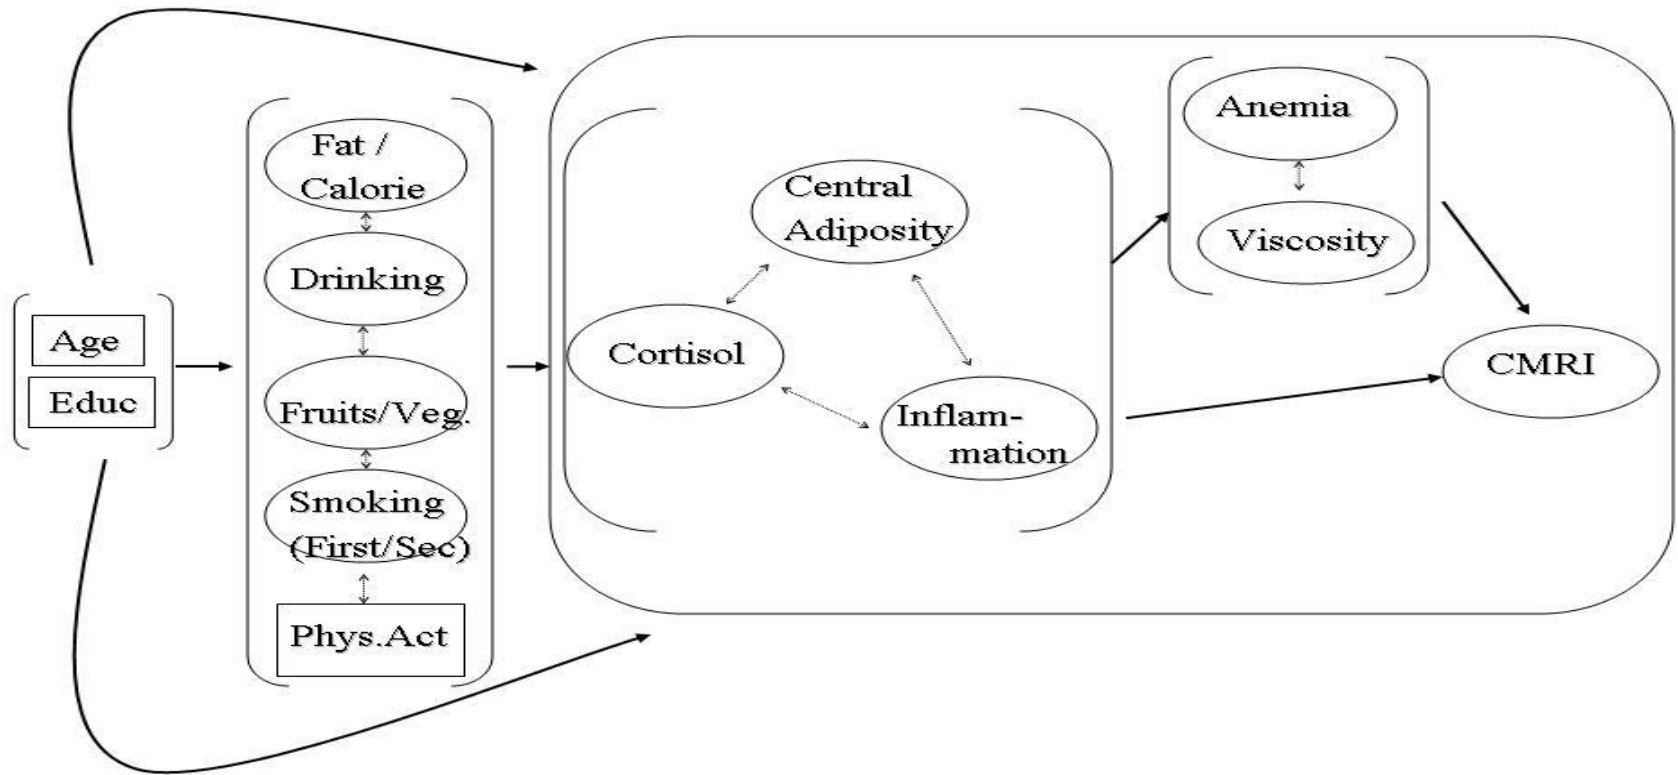 Age
Educ
Fat /
Calorie
Drinking
Fruits/Veg.
Smoking
(First/Sec)
Phys.Act
Central
Adiposity
Cortisol
Inflam-
mation
Anemia
Viscosity
CMRI